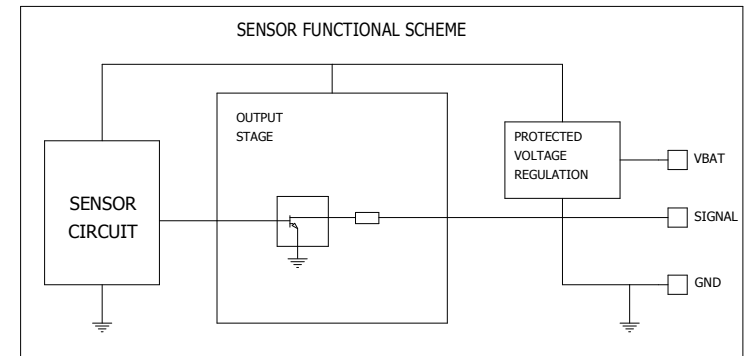 SENSOR FUNCTIONAL SCHEME
OUTPUT
STAGE
PROTECTED
VOLTAGE
REGULATION
VBAT
SENSOR
CIRCUIT
SIGNAL
GND